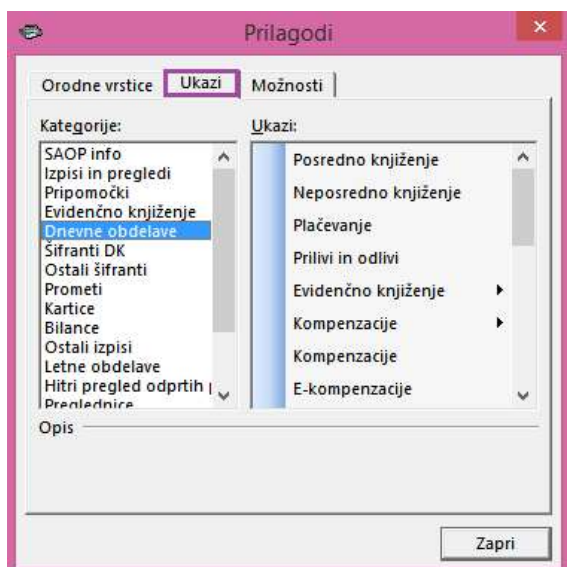 Prilagodi
Orodne vrstice Ukazi Možnosti
Kategorije:
SAOP info
Izpisi in pregledi
Pripomočki
Evidenčno knjiženje
Dnevne obdelave
Šifranti DK
Ostali šifranti
Prometi
Kartice
Bilance
Ostali izpisi
Letne obdelave
Hitri pregled odprtih
Preglednice
Ukazi:
Posredno knjiženje
Neposredno knjiženje
Plačevanje
Prilivi in odlivi
Evidenčno knjiženje
Kompenzacije
Kompenzacije
E-kompenzacije
Opis
Zapri